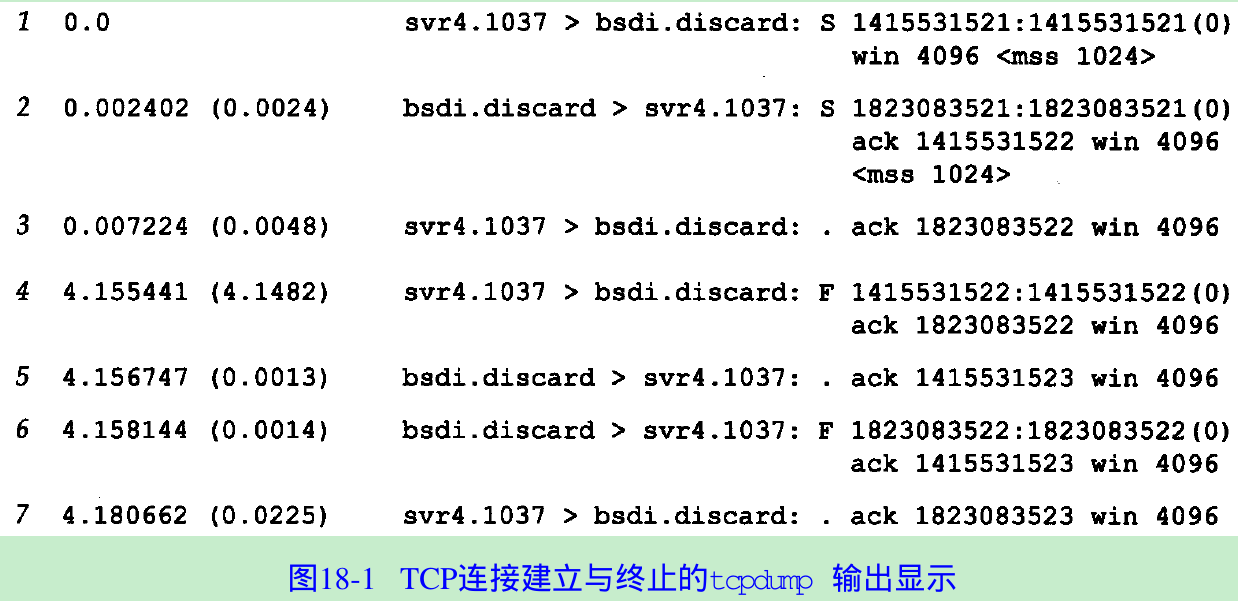 1 0.0 svr4.1037 > bsdi.discard: S 1415531521:1415531521(0)
win 4096 <mss 1024>
2 0.002402 (0.0024) bsdi.discard > svr4.1037: S 1823083521:1823083521(0)
ack 1415531522 win 4096
<mss 1024>
3 0.007224 (0.0048) svr4.1037 > bsdi.discard: . ack 1823083522 win 4096
4 4.155441 (4.1482) svr4.1037 > bsdi.discard: F 1415531522:1415531522(0)
ack 1823083522 win 4096
5 4.156747 (0.0013) bsdi.discard > svr4.1037: . ack 1415531523 win 4096
6 4.158144 (0.0014) bsdi.discard > svr4.1037: F 1823083522:1823083522(0)
ack 1415531523 win 4096
7 4.180662 (0.0225) svr4.1037 > bsdi.discard: . ack 1823083523 win 4096
图18-1 TCP连接建立与终止的tcpdump 输出显示